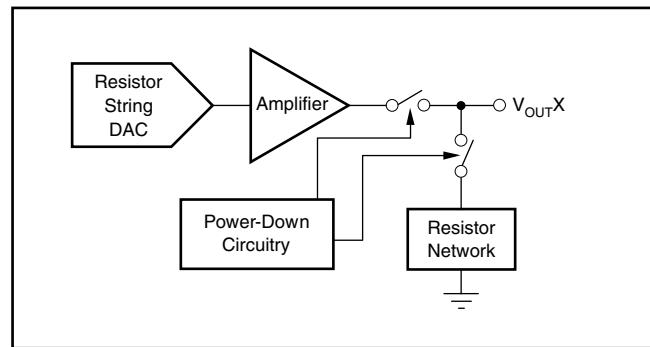 Resistor
String
DAC
Amplifier
V_OUTX
Power-Down
Circuitry
Resistor
Network